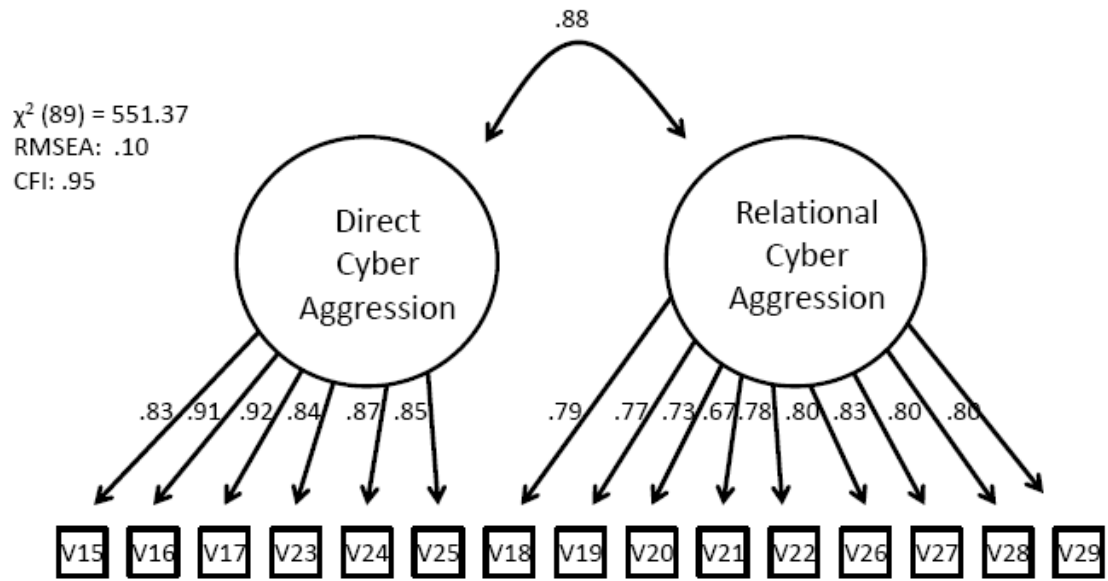 .88
χ² (89) = 551.37
RMSEA: .10
CFI: .95
Direct
Cyber
Aggression
Relational
Cyber
Aggression
.83 .91 .92 .84 .87 .85 .79 .77 .73 .67 .78 .80 .83 .80 .80
V15 V16 V17 V23 V24 V25 V18 V19 V20 V21 V22 V26 V27 V28 V29